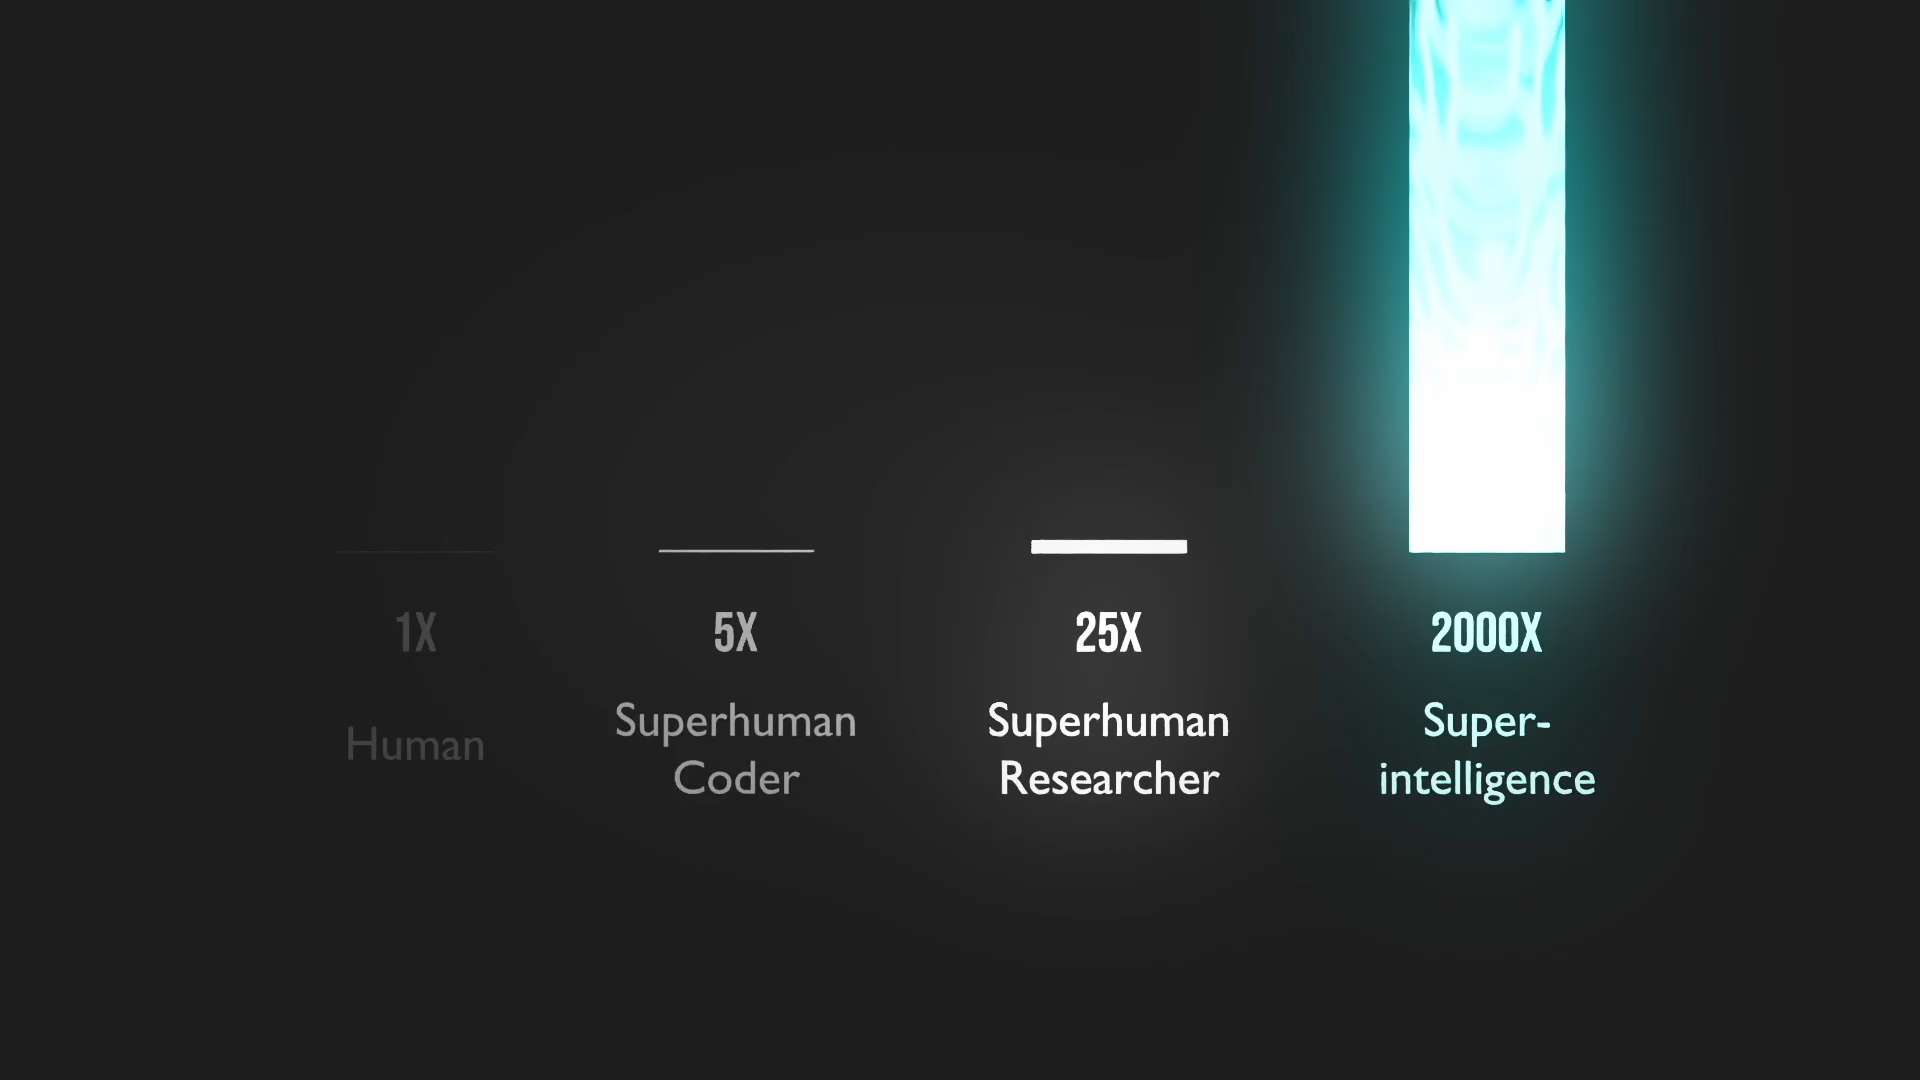 1X
5X
25X
2000X
Human
Superhuman
Coder
Superhuman
Researcher
Super-
intelligence